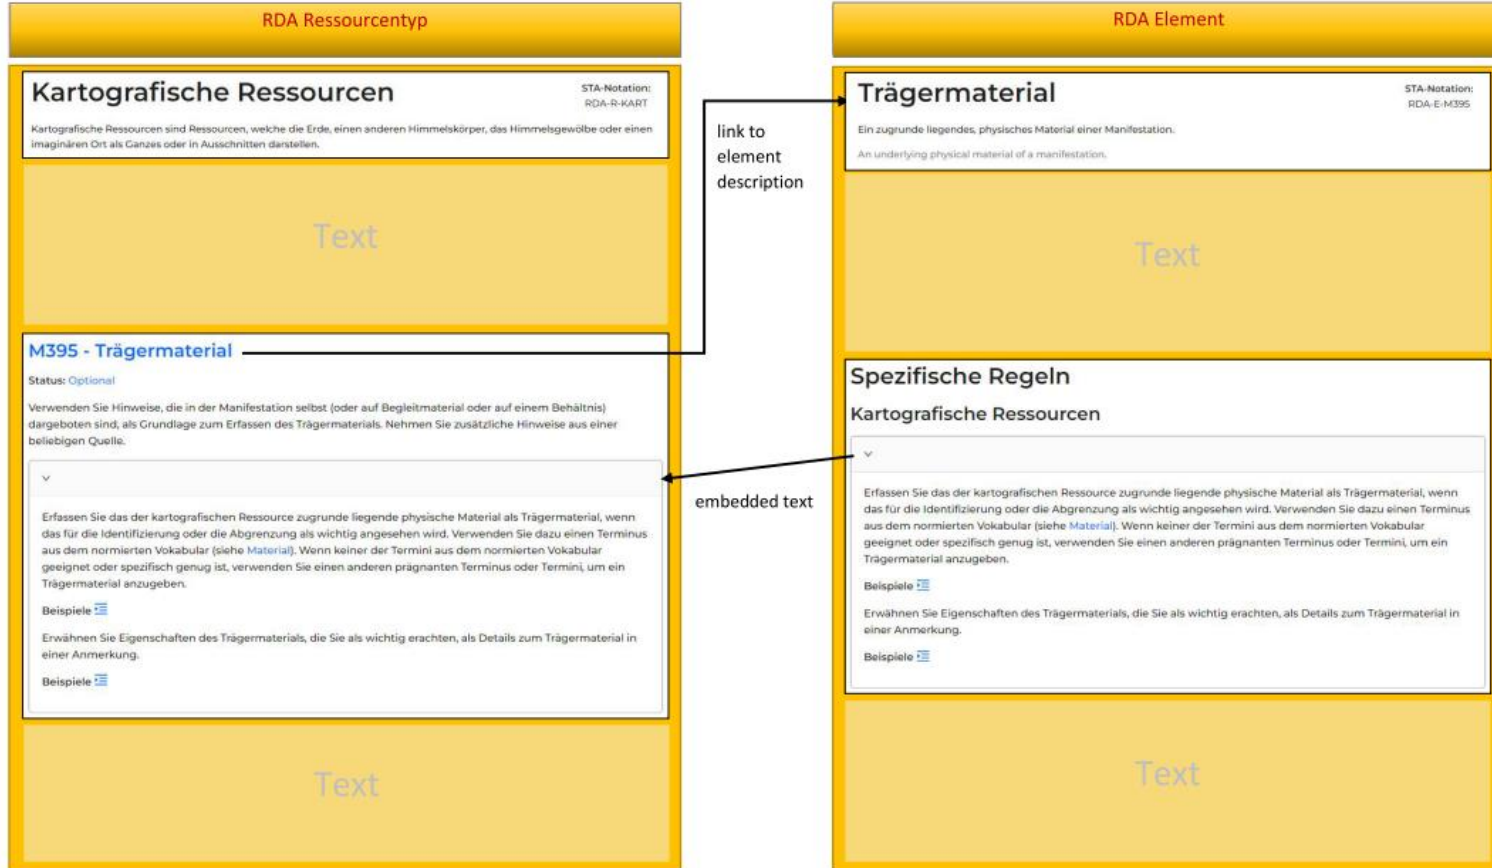 RDA Ressourcentyp
Kartografische Ressourcen
STA-Notation:
RDA-R-KART
Kartografische Ressourcen sind Ressourcen, welche die Erde, einen anderen Himmelskörper, das Himmelsgewölbe oder einen
imaginären Ort als Ganzes oder in Ausschnitten darstellen.
Text
M395 - Trägermaterial
Status: Optional
Verwenden Sie Hinweise, die in der Manifestation selbst (oder auf Begleitmaterial oder auf einem Behältnis)
dargeboten sind, als Grundlage zum Erfassen des Trägermaterials. Nehmen Sie zusätzliche Hinweise aus einer
beliebigen Quelle.
Erfassen Sie das der kartografischen Ressource zugrunde liegende physische Material als Trägermaterial, wenn
das für die Identifizierung oder die Abgrenzung als wichtig angesehen wird. Verwenden Sie dazu einen Terminus
aus dem normierten Vokabular (siehe Material). Wenn keiner der Termini aus dem normierten Vokabular
geeignet oder spezifisch genug ist, verwenden Sie einen anderen prägnanten Terminus oder Termini, um ein
Trägermaterial anzugeben.
Beispiele
Erwähnen Sie Eigenschaften des Trägermaterials, die Sie als wichtig erachten, als Details zum Trägermaterial in
einer Anmerkung.
Beispiele
Text
link to
element
description
embedded text
RDA Element
Trägermaterial
STA-Notation:
RDA-E-M395
Ein zugrunde liegendes, physisches Material einer Manifestation.
An underlying physical material of a manifestation.
Text
Spezifische Regeln
Kartografische Ressourcen
Erfassen Sie das der kartografischen Ressource zugrunde liegende physische Material als Trägermaterial, wenn
das für die Identifizierung oder die Abgrenzung als wichtig angesehen wird. Verwenden Sie dazu einen Terminus
aus dem normierten Vokabular (siehe Material). Wenn keiner der Termini aus dem normierten Vokabular
geeignet oder spezifisch genug ist, verwenden Sie einen anderen prägnanten Terminus oder Termini, um ein
Trägermaterial anzugeben.
Beispiele
Erwähnen Sie Eigenschaften des Trägermaterials, die Sie als wichtig erachten, als Details zum Trägermaterial in
einer Anmerkung.
Beispiele
Text